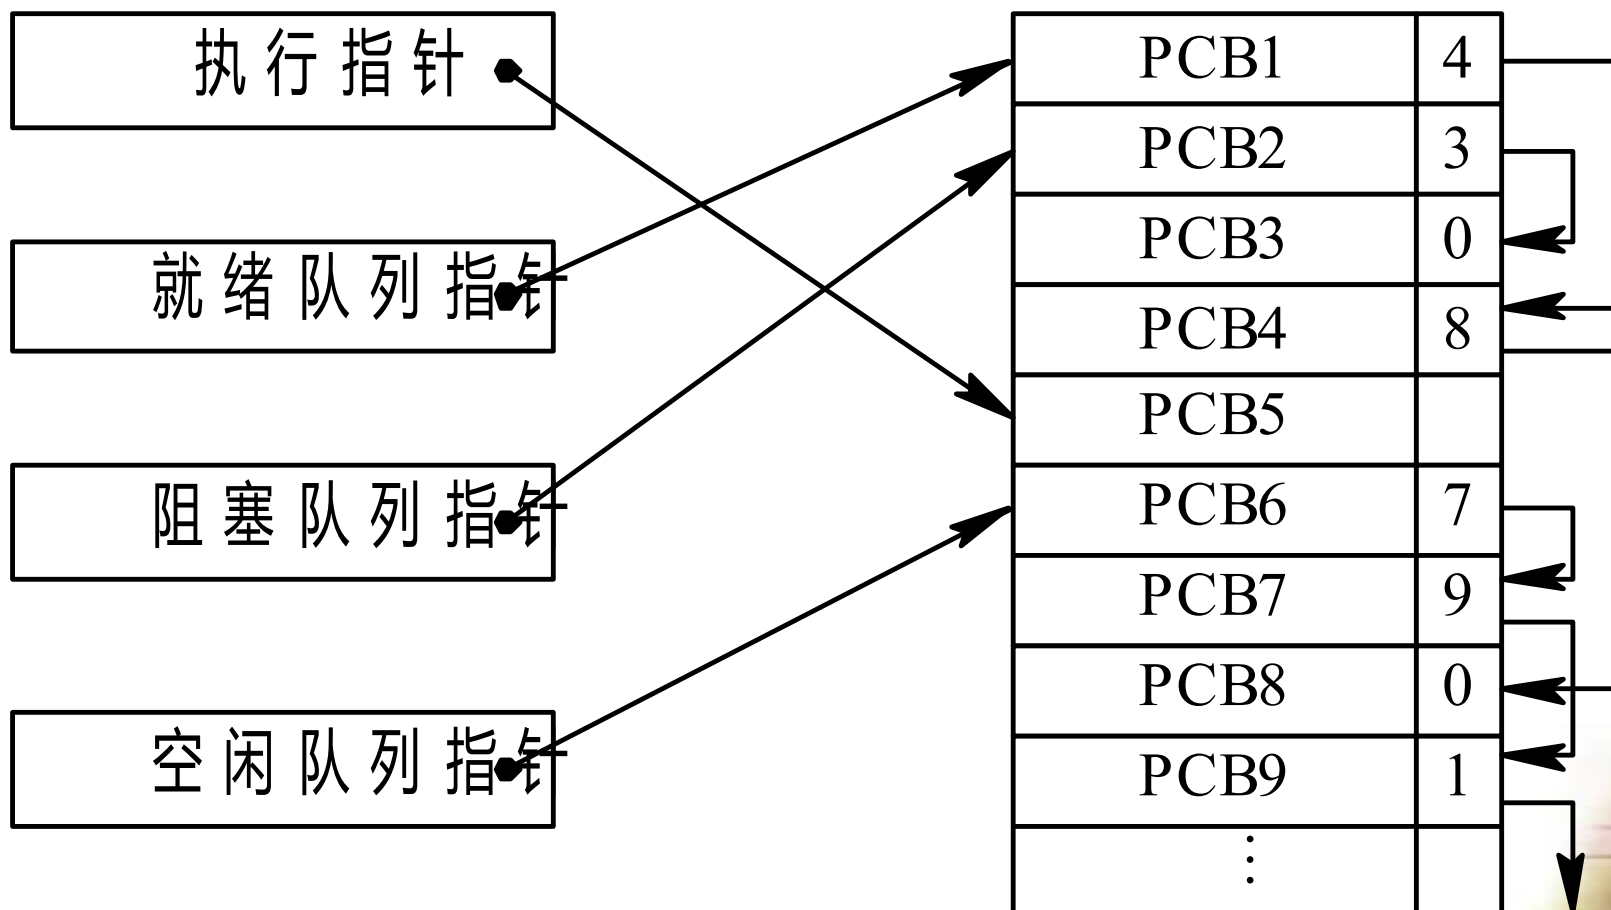 执行指针
就绪队列指针
阻塞队列指针
空闲队列指针
PCB1 4
PCB2 3
PCB3 0
PCB4 8
PCB5
PCB6 7
PCB7 9
PCB8 0
PCB9 1
⋮